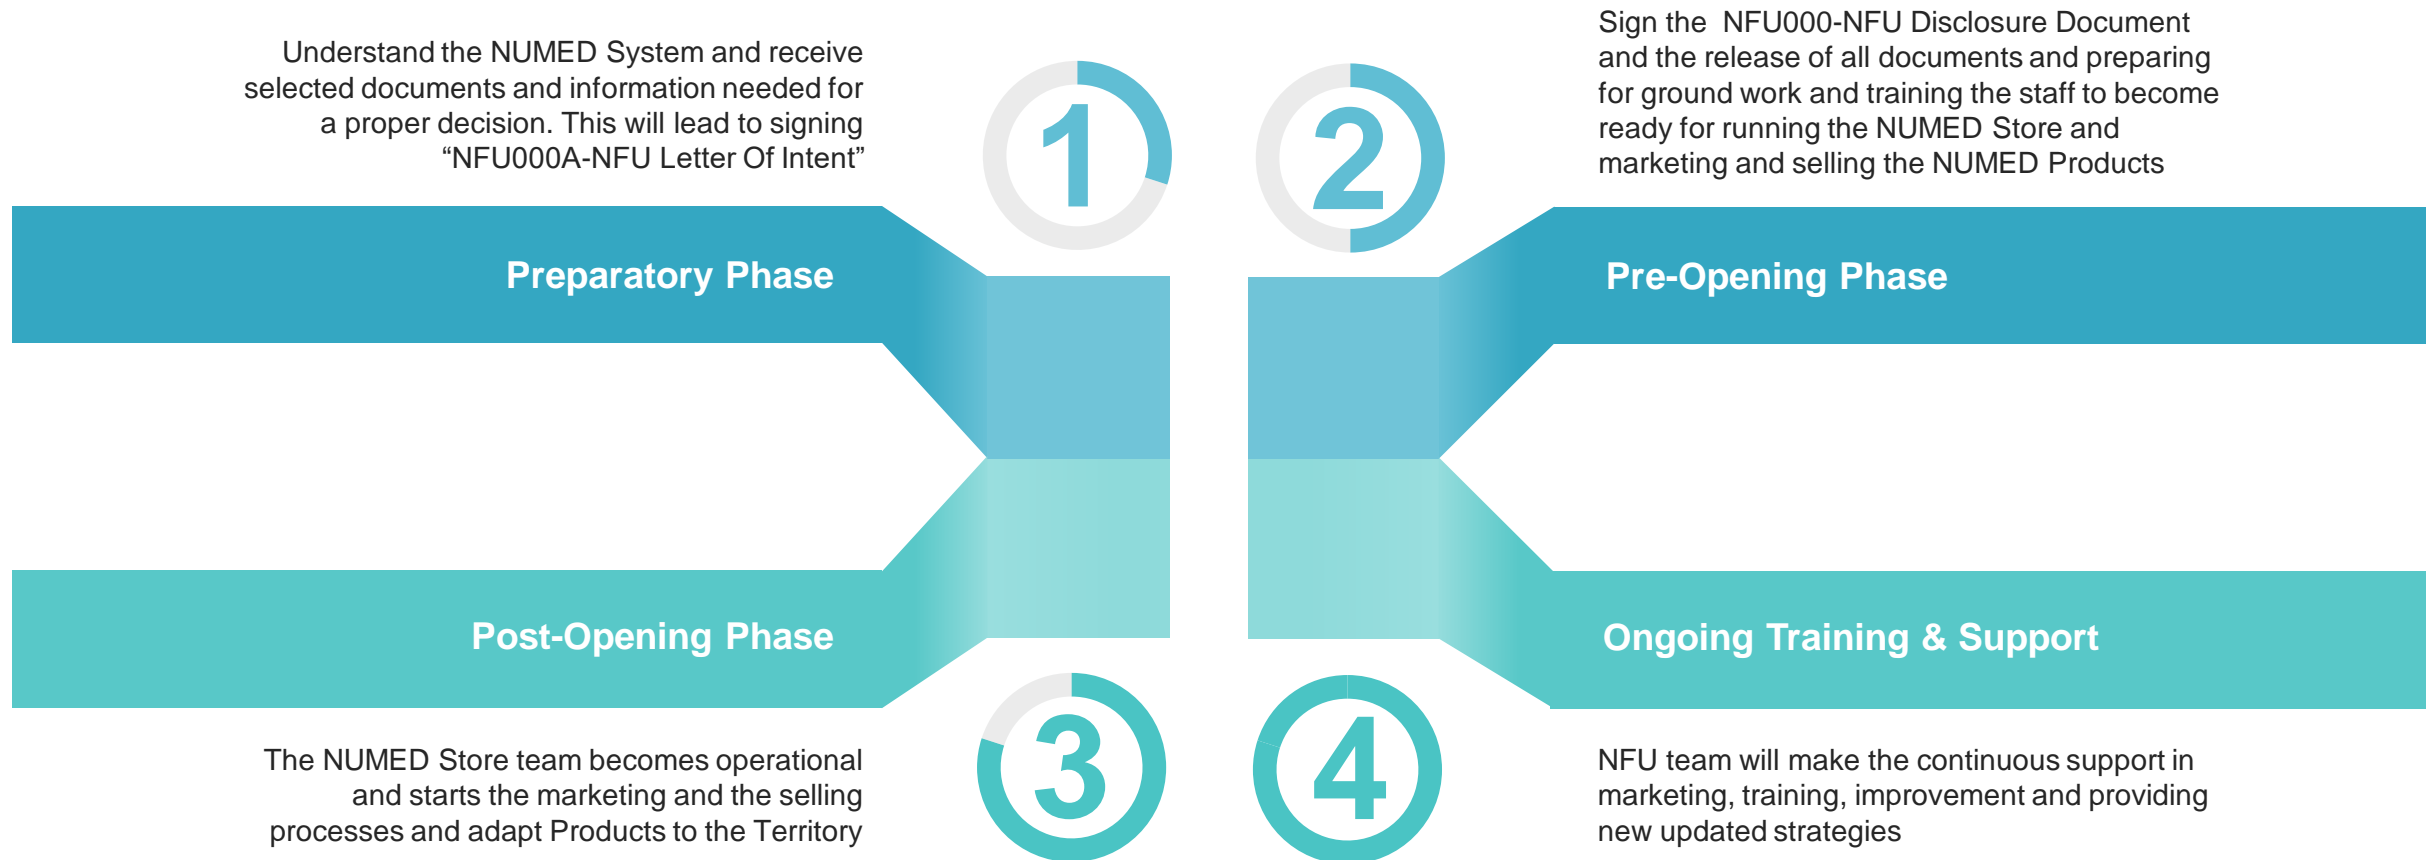 Understand the NUMED System and receive
selected documents and information needed for
a proper decision. This will lead to signing
“NFU000A-NFU Letter Of Intent”
1
Preparatory Phase
2
Sign the NFU000-NFU Disclosure Document
and the release of all documents and preparing
for ground work and training the staff to become
ready for running the NUMED Store and
marketing and selling the NUMED Products
Pre-Opening Phase
Post-Opening Phase
3
The NUMED Store team becomes operational
and starts the marketing and the selling
processes and adapt Products to the Territory
Ongoing Training & Support
4
NFU team will make the continuous support in
marketing, training, improvement and providing
new updated strategies